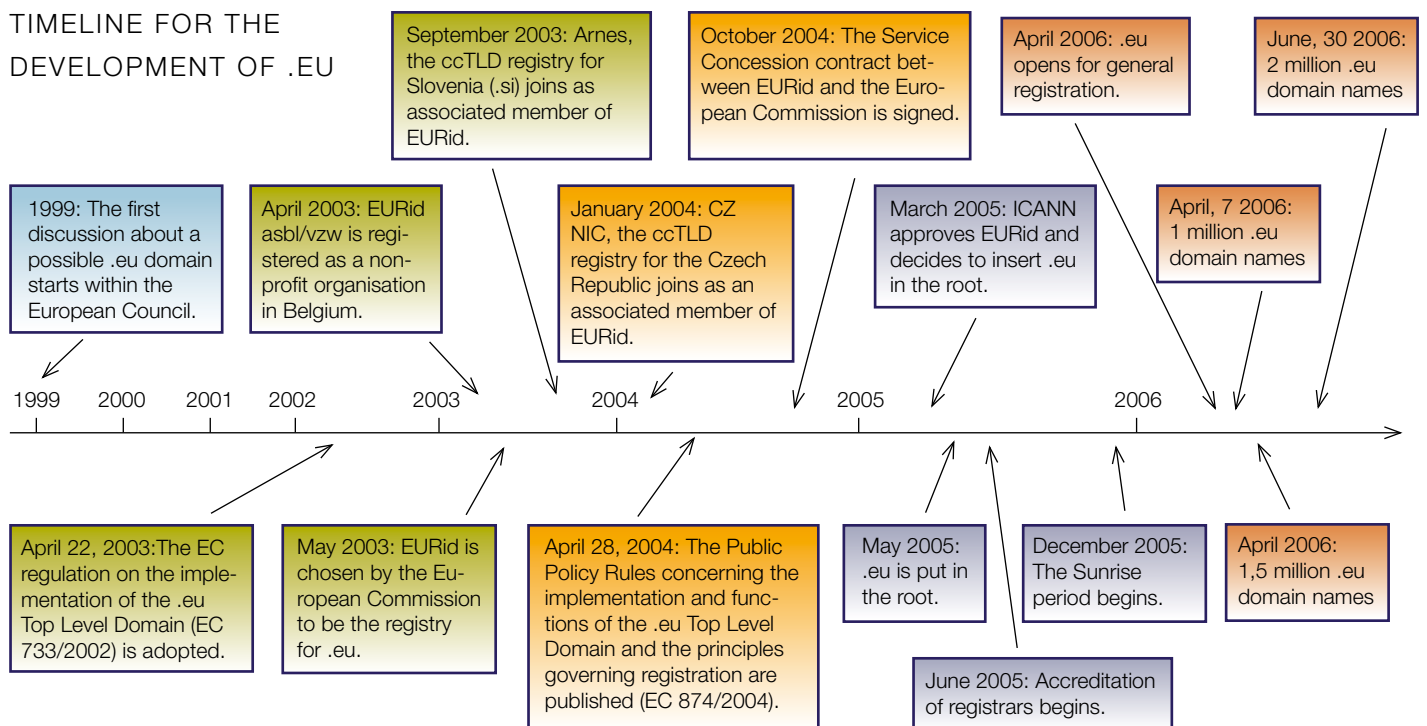 TIMELINE FOR THE
DEVELOPMENT OF .EU
September 2003: Arnes,
the ccTLD registry for
Slovenia (.si) joins as
associated member of
EURid.
October 2004: The Service
Concession contract bet-
ween EURid and the Euro-
pean Commission is signed.
April 2006: .eu
opens for general
registration.
June, 30 2006:
2 million .eu
domain names
1999: The first
discussion about a
possible .eu domain
starts within the
European Council.
April 2003: EURid
asbl/vzw is regi-
stered as a non-
profit organisation
in Belgium.
January 2004: CZ
NIC, the ccTLD
registry for the Czech
Republic joins as an
associated member of
EURid.
March 2005: ICANN
approves EURid and
decides to insert .eu
in the root.
April, 7 2006:
1 million .eu
domain names
1999 2000 2001 2002 2003 2004 2005 2006
April 22, 2003:The EC
regulation on the imple-
mentation of the .eu
Top Level Domain (EC
733/2002) is adopted.
May 2003: EURid is
chosen by the Eu-
ropean Commission
to be the registry
for .eu.
April 28, 2004: The Public
Policy Rules concerning the
implementation and func-
tions of the .eu Top Level
Domain and the principles
governing registration are
published (EC 874/2004).
May 2005:
.eu is put in
the root.
December 2005:
The Sunrise
period begins.
April 2006:
1,5 million .eu
domain names
June 2005: Accreditation
of registrars begins.